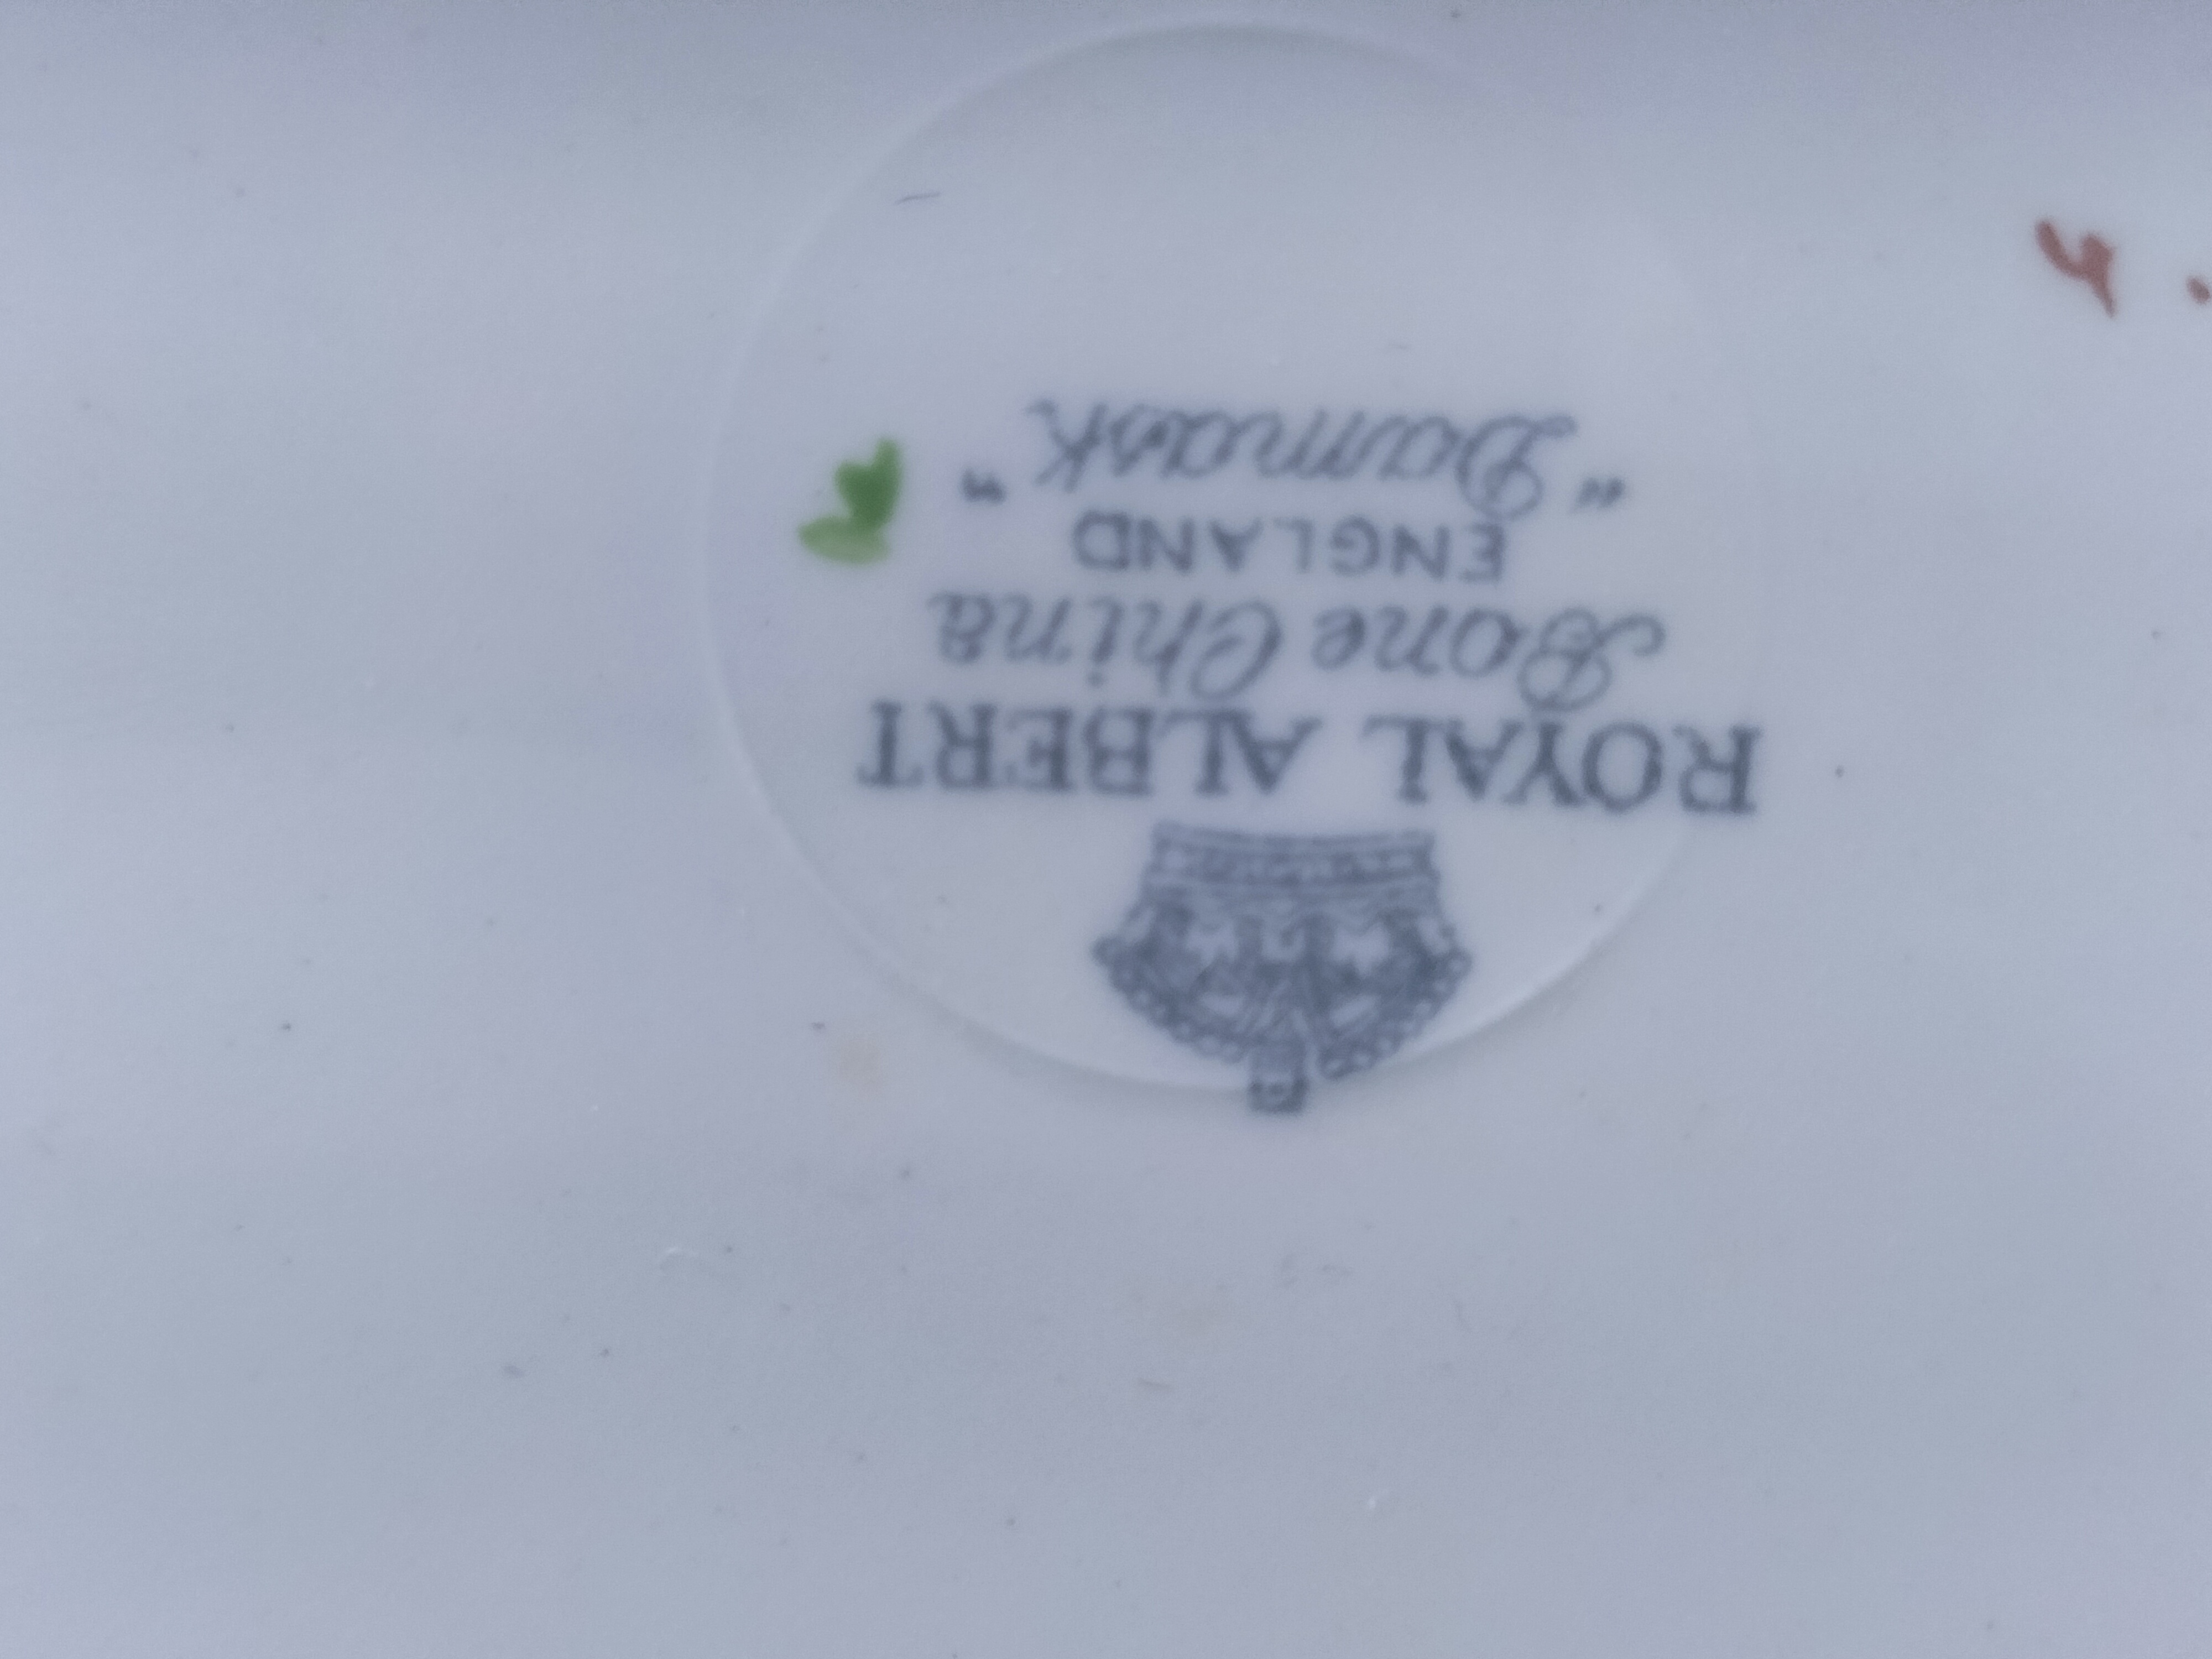 ROYAL ALBERT
Bone China
ENGLAND
"Damask"